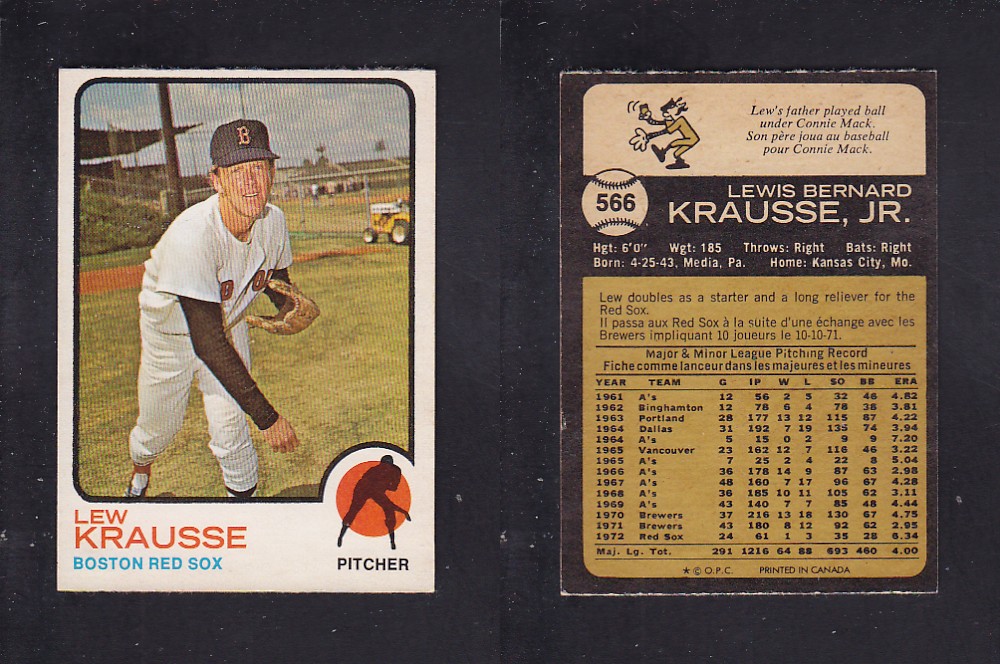 B
BO
LEW
KRAUSSE
BOSTON RED SOX
PITCHER
Lew's father played ball
under Connie Mack.
Son père joua au baseball
pour Connie Mack.
566
LEWIS BERNARD
KRAUSSE, JR.
Hgt: 6'0" Wgt: 185 Throws: Right Bats: Right
Born: 4-25-43, Media, Pa. Home: Kansas City, Mo.
Lew doubles as a starter and a long reliever for the
Red Sox.
Il passa aux Red Sox à la suite d'une échange avec les
Brewers impliquant 10 joueurs le 10-10-71.
Major & Minor League Pitching Record
Fiche comme lanceur dans les majeures et les mineures
YEAR TEAM G IP W L SO BB ERA
1961 A's 12 56 2 5 32 46 4.82
1962 Binghamton 12 78 6 4 78 38 3.81
1963 Portland 28 177 13 12 115 87 4.22
1964 Dallas 31 192 7 19 135 74 3.94
1964 A's 5 15 0 2 9 9 7.20
1965 Vancouver 23 162 12 7 116 46 3.22
1965 A's 7 25 2 4 22 8 5.04
1966 A's 36 178 14 9 87 63 2.98
1967 A's 48 160 7 17 96 67 4.28
1968 A's 36 185 10 11 105 62 3.11
1969 A's 43 140 7 7 85 48 4.44
1970 Brewers 37 216 13 18 130 67 4.75
1971 Brewers 43 180 8 12 92 62 2.95
1972 Red Sox 24 61 1 3 35 28 6.34
Maj. Lg. Tot. 291 1216 64 88 693 460 4.00
★ © O.P.C. PRINTED IN CANADA